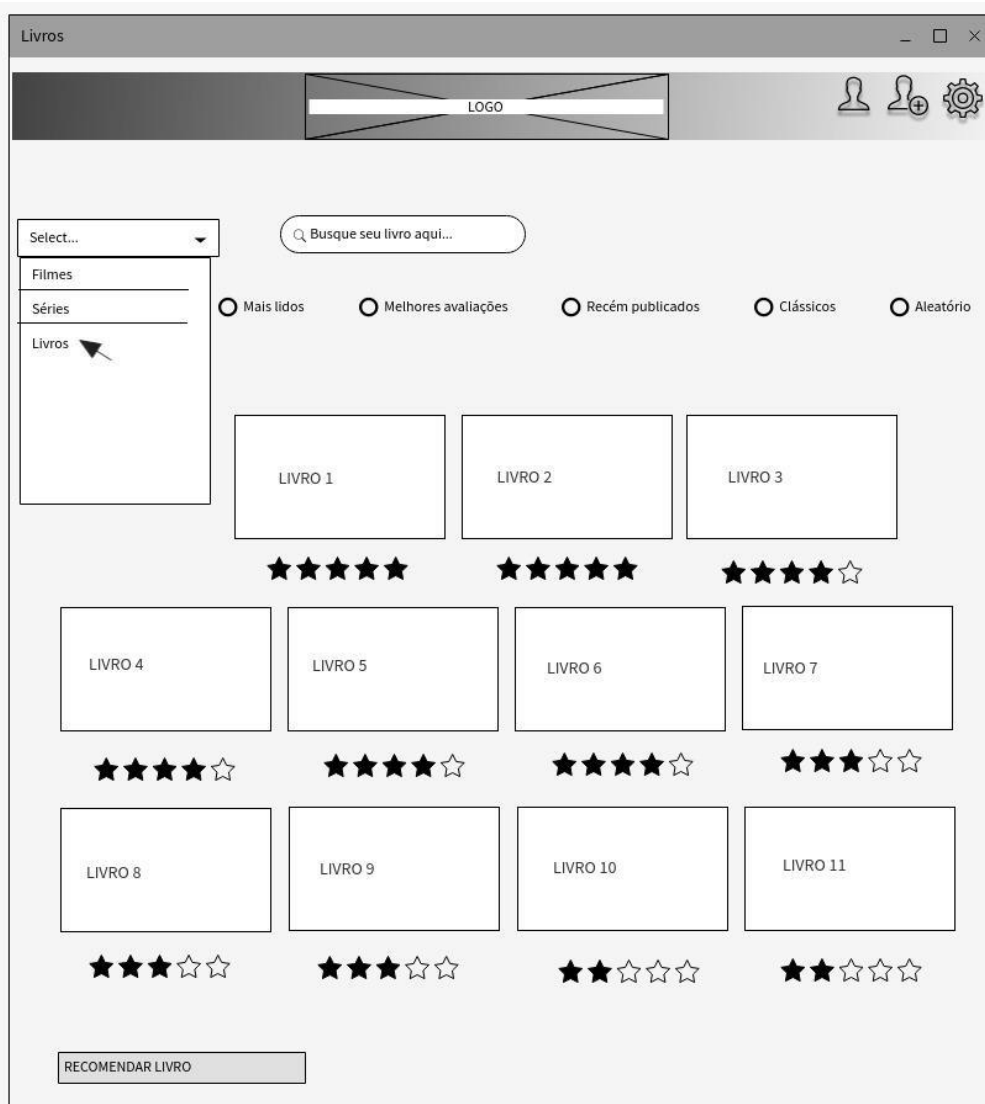 Livros
LOGO
Select...
Busque seu livro aqui...
Filmes
Séries
Livros
Mais lidos
Melhores avaliações
Recém publicados
Clássicos
Aleatório
LIVRO 1
LIVRO 2
LIVRO 3
LIVRO 4
LIVRO 5
LIVRO 6
LIVRO 7
LIVRO 8
LIVRO 9
LIVRO 10
LIVRO 11
RECOMENDAR LIVRO